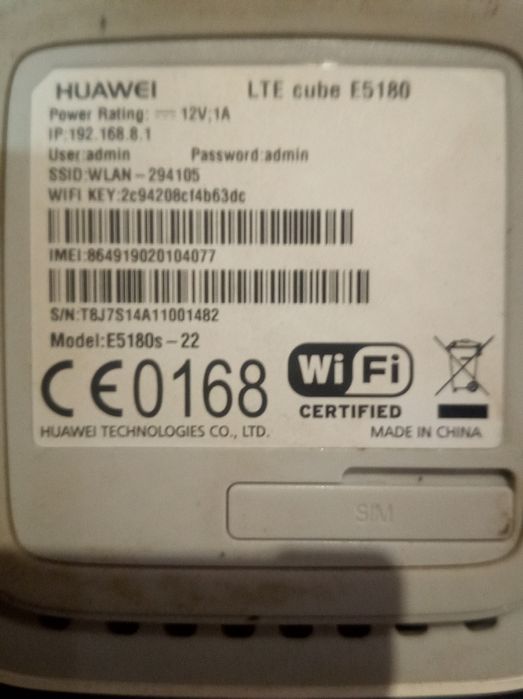 HUAWEI LTE cube E5180
Power Rating: ⎓ 12V;1A
IP:192.168.8.1
User:admin Password:admin
SSID:WLAN-294105
WIFI KEY:2c94208cf4b63dc
IMEI:864919020104077
S/N:T8J7S14A11001482
Model:E5180s-22
CE0168 WiFi
CERTIFIED
HUAWEI TECHNOLOGIES CO., LTD. MADE IN CHINA
SIM